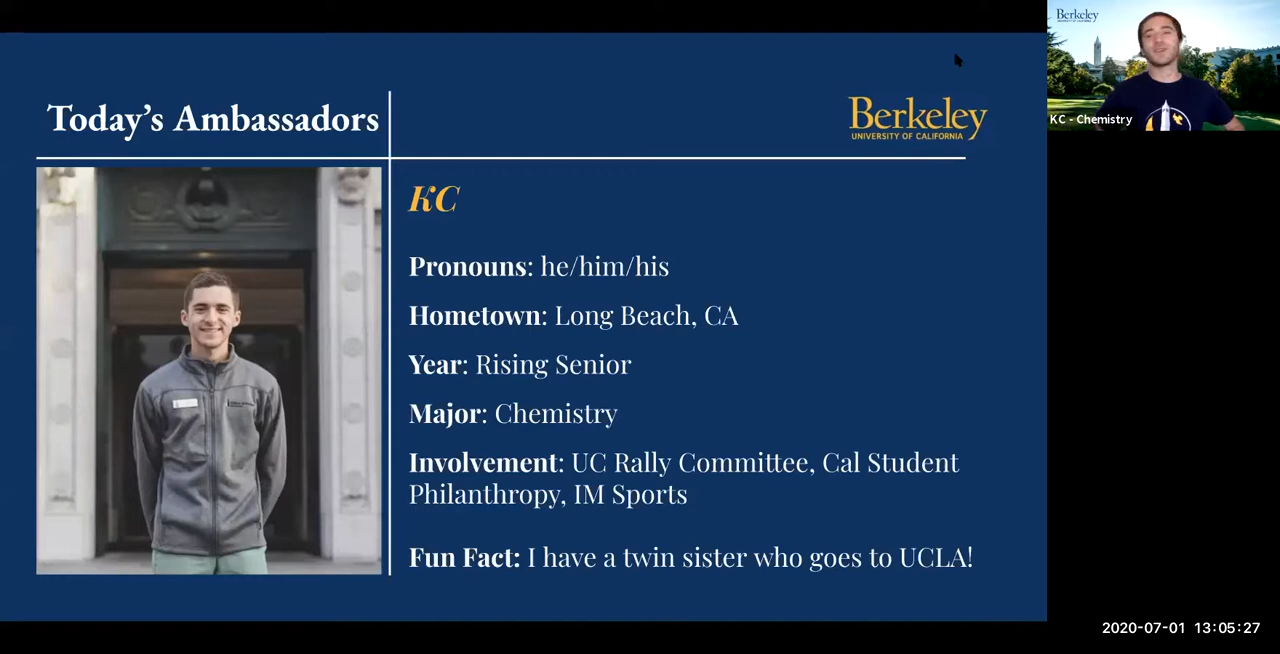 Today's Ambassadors
Berkeley
UNIVERSITY OF CALIFORNIA
KC
Pronouns: he/him/his
Hometown: Long Beach, CA
Year: Rising Senior
Major: Chemistry
Involvement: UC Rally Committee, Cal Student
Philanthropy, IM Sports
Fun Fact: I have a twin sister who goes to UCLA!
Berkeley
KC - Chemistry
2020-07-01 13:05:27